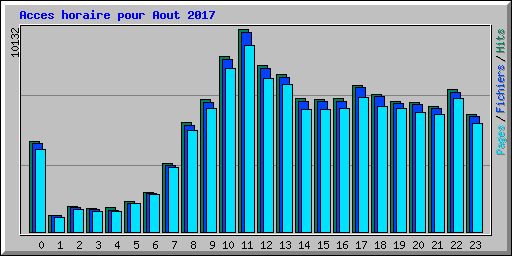 Acces horaire pour Aout 2017
10132
Pages / Fichiers / Hits
0 1 2 3 4 5 6 7 8 9 10 11 12 13 14 15 16 17 18 19 20 21 22 23